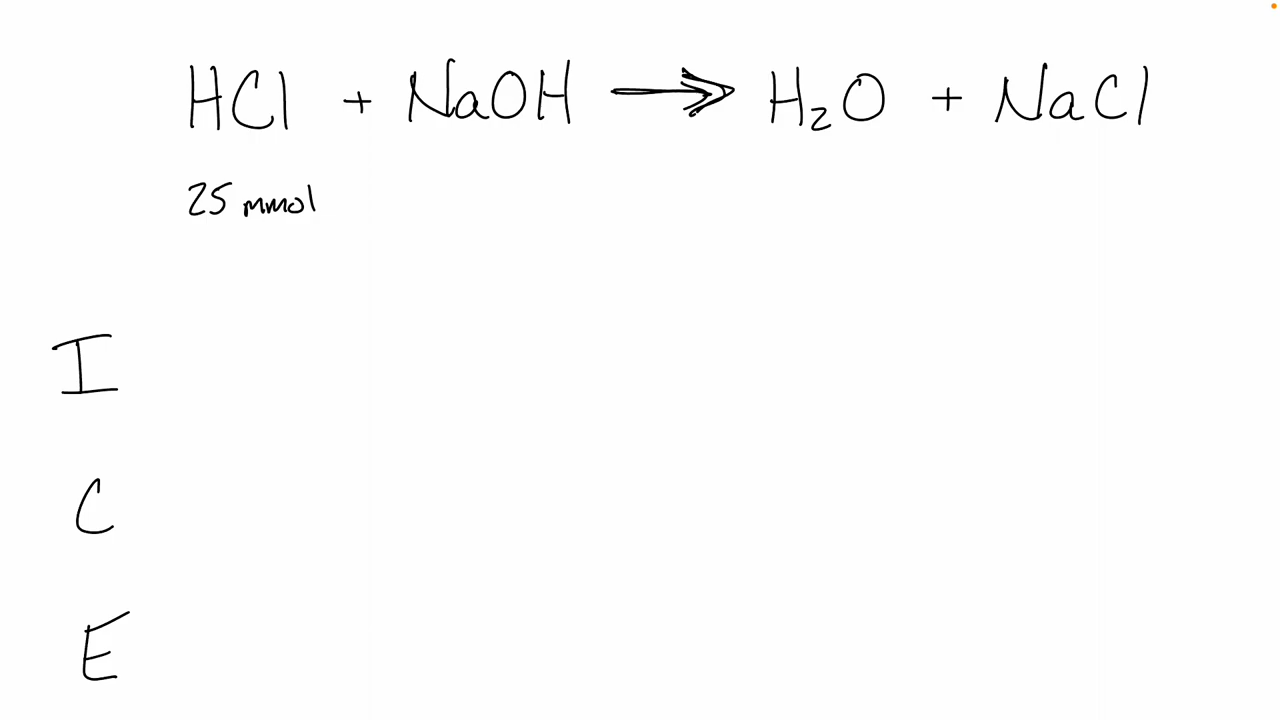 HCl + NaOH → H₂O + NaCl
25 mmol
I
C
E